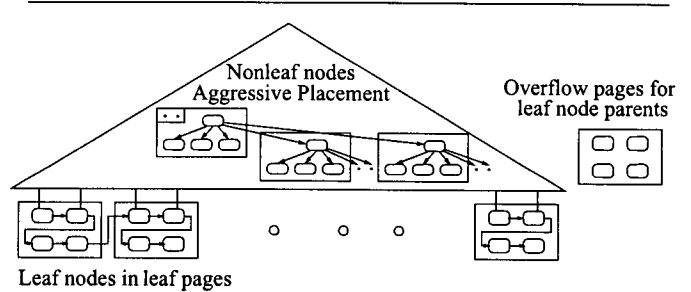 Nonleaf nodes
Aggressive Placement
Overflow pages for
leaf node parents
Leaf nodes in leaf pages